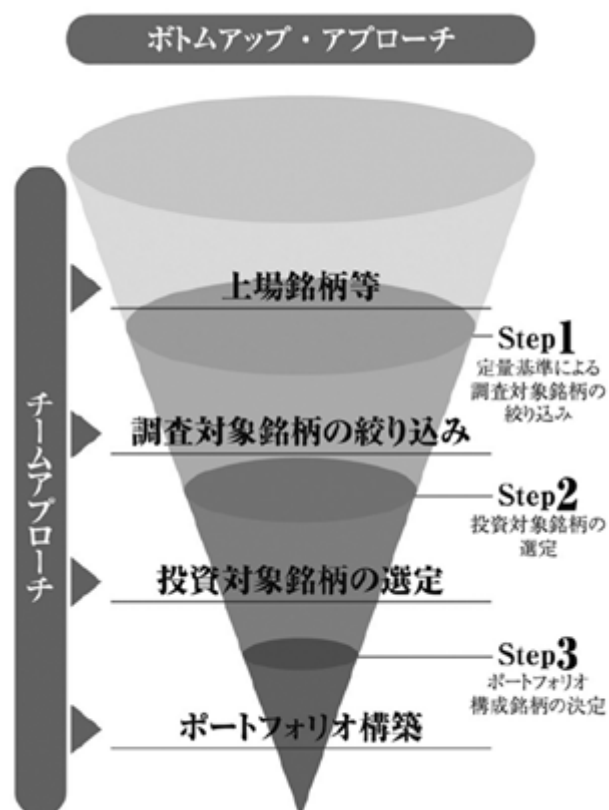 ボトムアップ・アプローチ
チームアプローチ
上場銘柄等
Step1
定量基準による
調査対象銘柄の
絞り込み
調査対象銘柄の絞り込み
Step2
投資対象銘柄の
選定
投資対象銘柄の選定
Step3
ポートフォリオ
構成銘柄の決定
ポートフォリオ構築